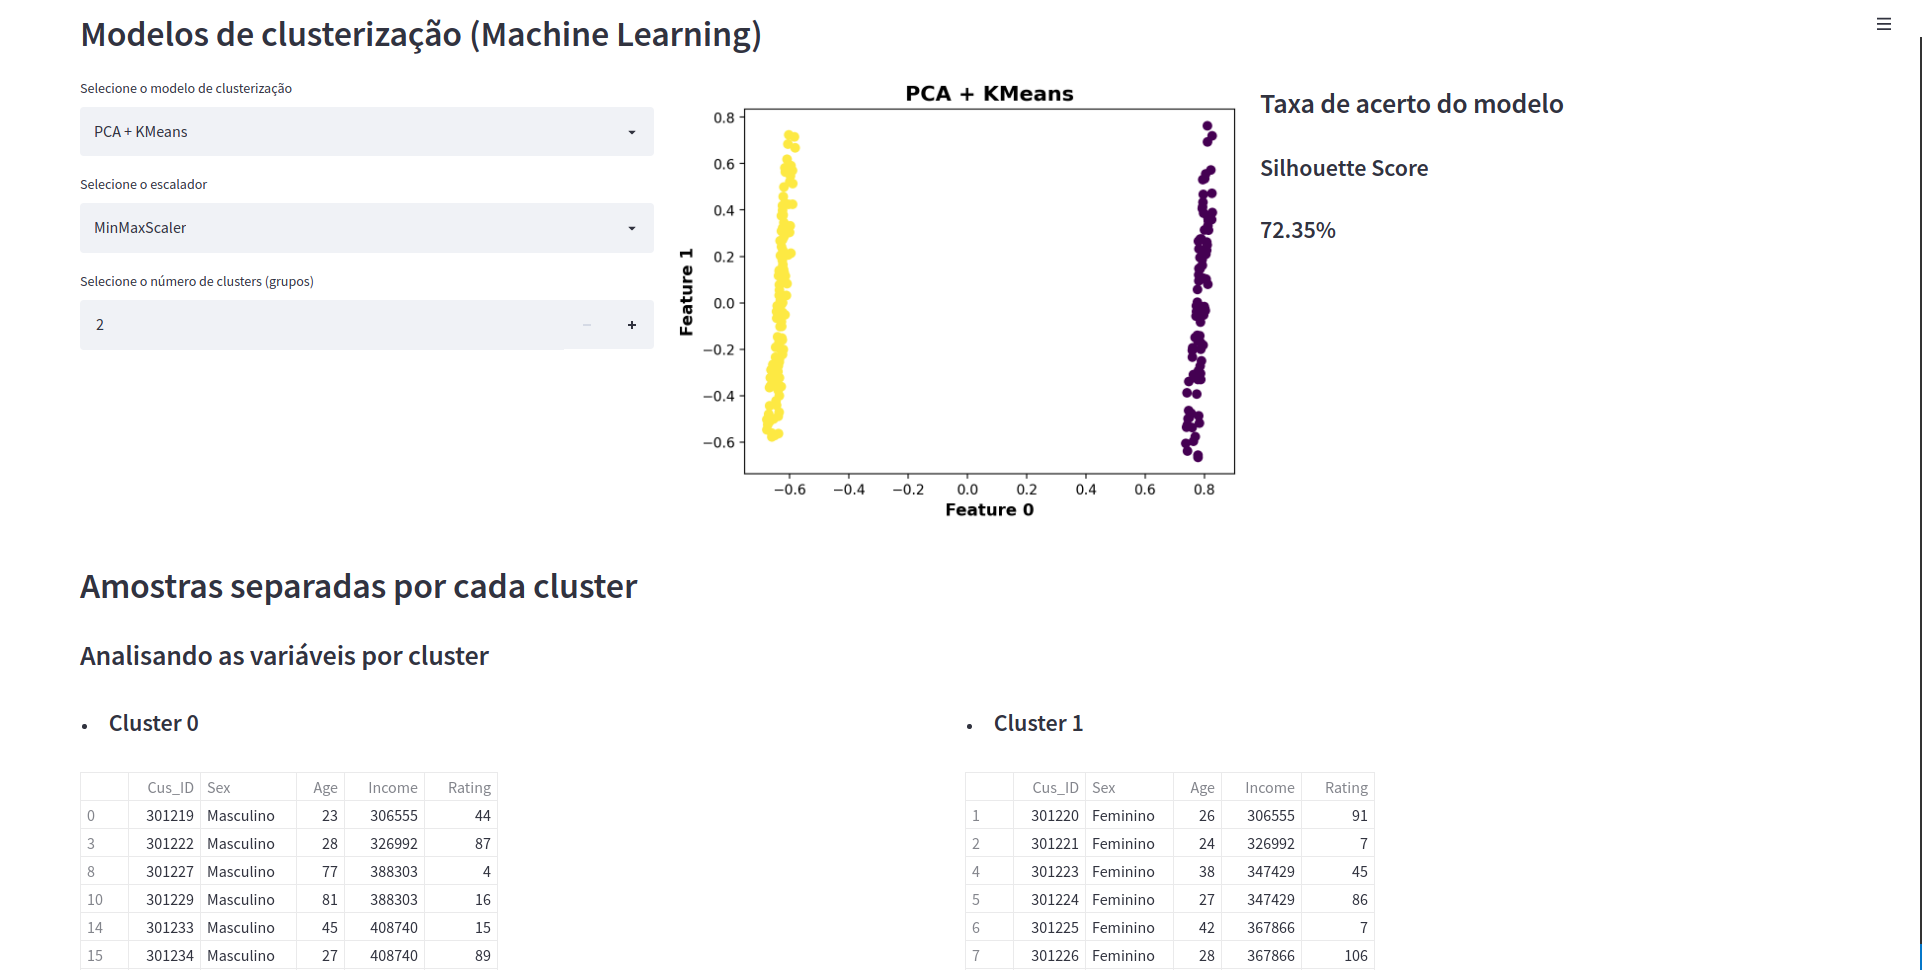 Modelos de clusterização (Machine Learning)
Selecione o modelo de clusterização
PCA + KMeans
Selecione o escalador
MinMaxScaler
Selecione o número de clusters (grupos)
2
PCA + KMeans
0.8
0.6
0.4
0.2
0.0
−0.2
−0.4
−0.6
Feature 1
−0.6 −0.4 −0.2 0.0 0.2 0.4 0.6 0.8
Feature 0
Taxa de acerto do modelo
Silhouette Score
72.35%
Amostras separadas por cada cluster
Analisando as variáveis por cluster
• Cluster 0
Cus_ID Sex Age Income Rating
0 301219 Masculino 23 306555 44
3 301222 Masculino 28 326992 87
8 301227 Masculino 77 388303 4
10 301229 Masculino 81 388303 16
14 301233 Masculino 45 408740 15
15 301234 Masculino 27 408740 89
• Cluster 1
Cus_ID Sex Age Income Rating
1 301220 Feminino 26 306555 91
2 301221 Feminino 24 326992 7
4 301223 Feminino 38 347429 45
5 301224 Feminino 27 347429 86
6 301225 Feminino 42 367866 7
7 301226 Feminino 28 367866 106